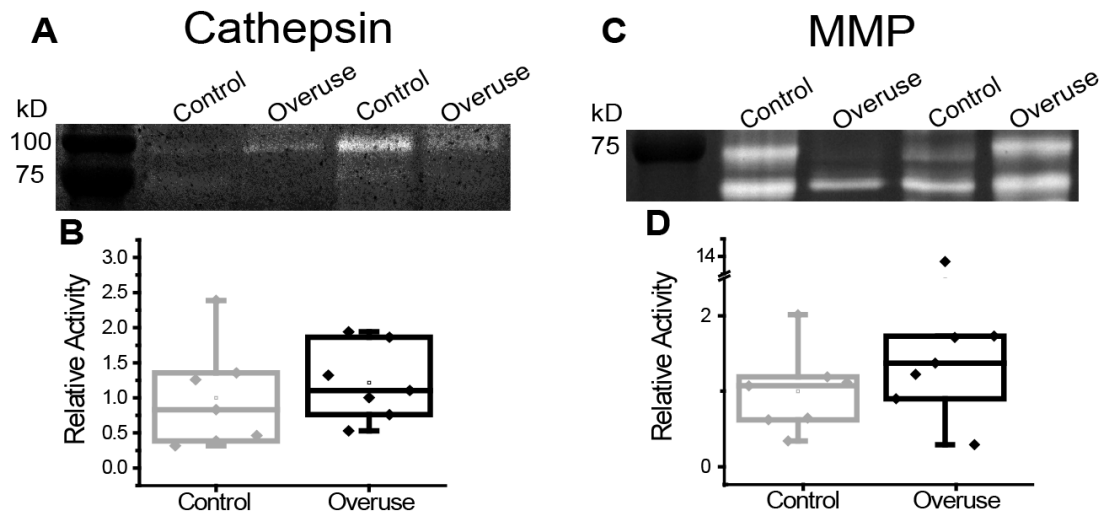 A Cathepsin
kD Control Overuse Control Overuse
100
75
B
3.0
2.5
2.0
1.5
1.0
0.5
0.0
Relative Activity
Control Overuse
C MMP
kD Control Overuse Control Overuse
75
D
14
2
0
Relative Activity
Control Overuse